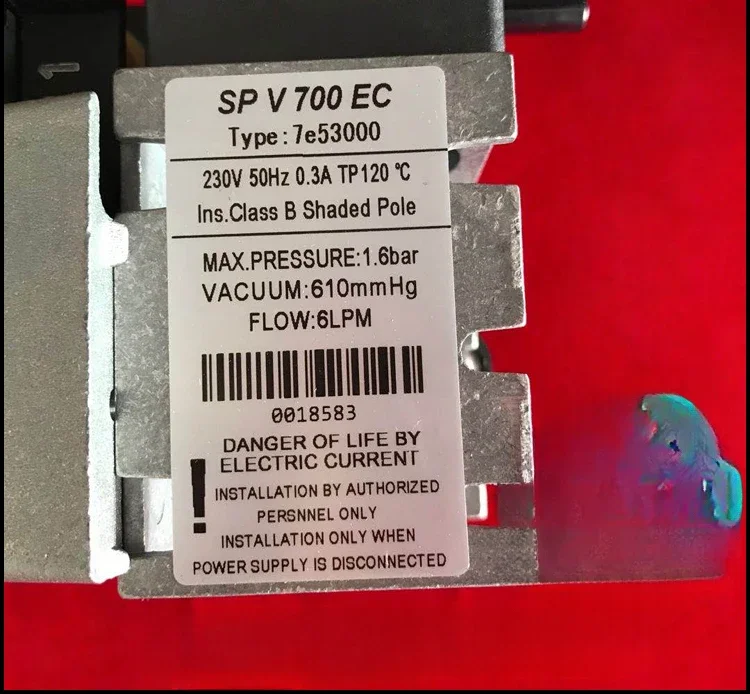 SP V 700 EC
Type:7e53000
230V 50Hz 0.3A TP120 ℃
Ins.Class B Shaded Pole
MAX.PRESSURE:1.6bar
VACUUM:610mmHg
FLOW:6LPM
0018583
DANGER OF LIFE BY
ELECTRIC CURRENT
! INSTALLATION BY AUTHORIZED
PERSNNEL ONLY
INSTALLATION ONLY WHEN
POWER SUPPLY IS DISCONNECTED